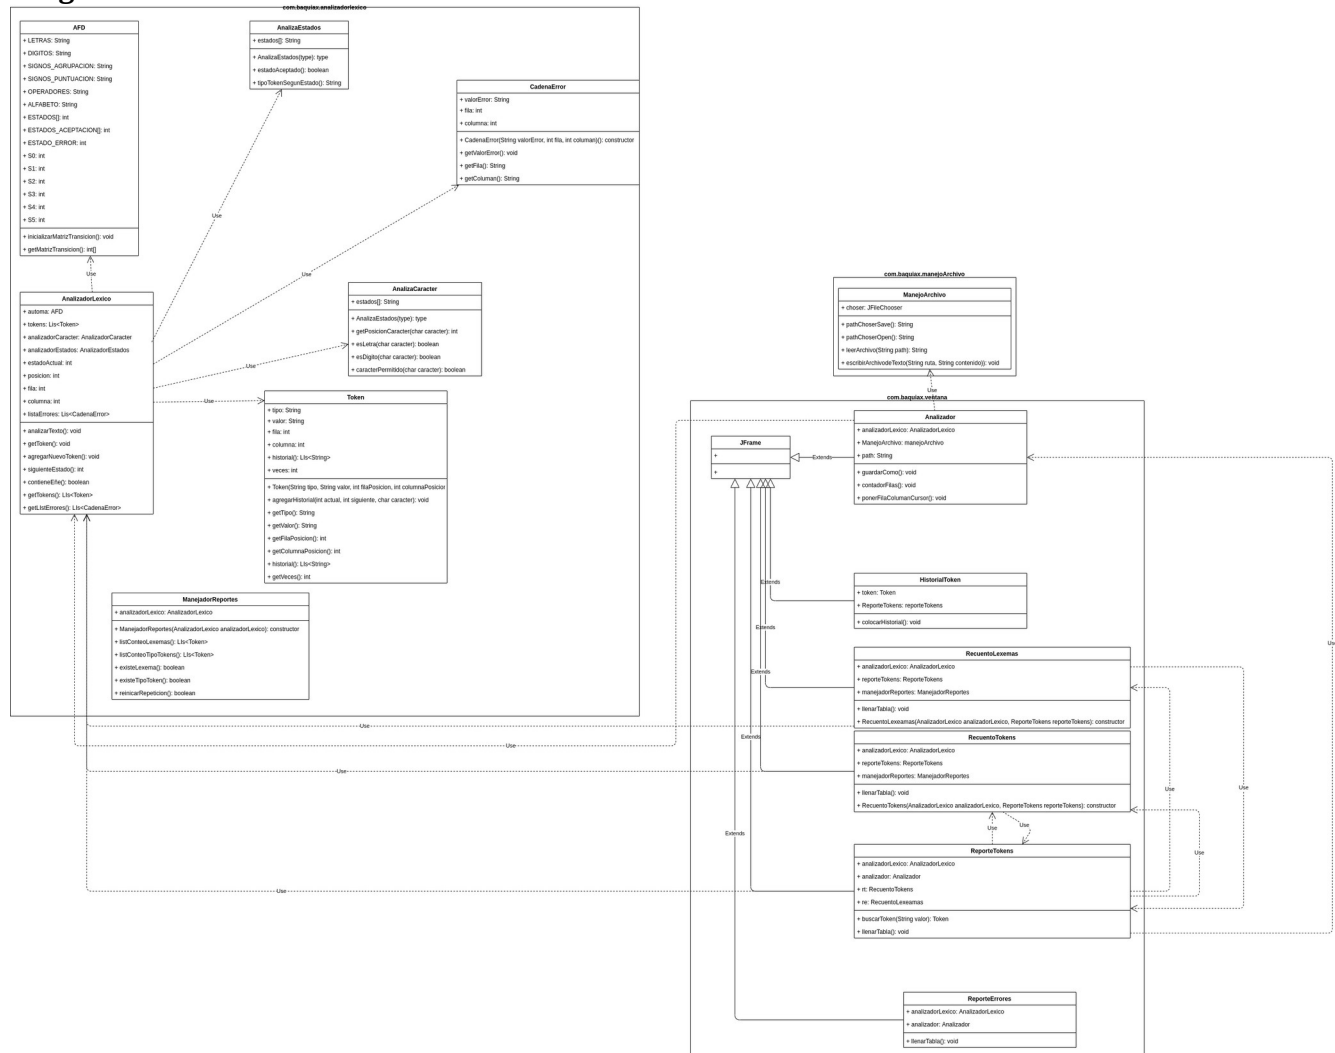 com.baquiax.analizadorlexico
AFD
+ LETRAS: String
+ DIGITOS: String
+ SIGNOS_AGRUPACION: String
+ SIGNOS_PUNTUACION: String
+ OPERADORES: String
+ ALFABETO: String
+ ESTADOS[]: int
+ ESTADOS_ACEPTACION[]: int
+ ESTADO_ERROR: int
+ S0: int
+ S1: int
+ S2: int
+ S3: int
+ S4: int
+ S5: int
+ inicializarMatrizTransicion(): void
+ getMatrizTransicion(): int[]
AnalizaEstados
+ estados[]: String
+ AnalizaEstados(type): type
+ estadoAceptado(): boolean
+ tipoTokenSegunEstado(): String
CadenaError
+ valorError: String
+ fila: int
+ columna: int
+ CadenaError(String valorError, int fila, int columan)(): constructor
+ getValorError(): void
+ getFila(): String
+ getColuman(): String
Use
Use
Use
AnalizadorLexico
+ automa: AFD
+ tokens: LIs<Token>
+ analizadorCaracter: AnalizadorCaracter
+ analizadorEstados: AnalizadorEstados
+ estadoActual: int
+ posicion: int
+ fila: int
+ columna: int
+ listaErrores: LIs<CadenaError>
+ analizarTexto(): void
+ getToken(): void
+ agregarNuevoToken(): void
+ siguienteEstado(): int
+ contieneEñe(): boolean
+ getTokens(): LIs<Token>
+ getListErrores(): LIs<CadenaError>
AnalizaCaracter
+ estados[]: String
+ AnalizaEstados(type): type
+ getPosicionCaracter(char caracter): int
+ esLetra(char caracter): boolean
+ esDigito(char caracter): boolean
+ caracterPermitido(char caracter): boolean
Use
Use
Token
+ tipo: String
+ valor: String
+ fila: int
+ columna: int
+ historial(): LIs<String>
+ veces: int
+ Token(String tipo, String valor, int filaPosicion, int columnaPosicion
+ agregarHistorial(int actual, int siguiente, char caracter): void
+ getTipo(): String
+ getValor(): String
+ getFilaPosicion(): int
+ getColumnaPosicion(): int
+ historial(): LIs<String>
+ getVeces(): int
ManejadorReportes
+ analizadorLexico: AnalizadorLexico
+ ManejadorReportes(AnalizadorLexico analizadorLexico): constructor
+ listConteoLexemas(): LIs<Token>
+ listConteoTipoTokens(): LIs<Token>
+ existeLexema(): boolean
+ existeTipoToken(): boolean
+ reinicarRepeticion(): boolean
com.baquiax.manejoArchivo
ManejoArchivo
+ choser: JFileChooser
+ pathChoserSave(): String
+ pathChoserOpen(): String
+ leerArchivo(String path): String
+ escribirArchivodeTexto(String ruta, String contenido)): void
Use
com.baquiax.ventana
JFrame
+
+
Extends
Analizador
+ analizadorLexico: AnalizadorLexico
+ ManejoArchivo: manejoArchivo
+ path: String
+ guardarComo(): void
+ contadorFilas(): void
+ ponerFilaColumanCursor(): void
HistorialToken
+ token: Token
+ ReporteTokens: reporteTokens
+ colocarHistorial(): void
Extends
Extends
Extends
Extends
Extends
RecuentoLexemas
+ analizadorLexico: AnalizadorLexico
+ reporteTokens: ReporteTokens
+ manejadorReportes: ManejadorReportes
+ llenarTabla(): void
+ RecuentoLexeamas(AnalizadorLexico analizadorLexico, ReporteTokens reporteTokens): constructor
RecuentoTokens
+ analizadorLexico: AnalizadorLexico
+ reporteTokens: ReporteTokens
+ manejadorReportes: ManejadorReportes
+ llenarTabla(): void
+ RecuentoTokens(AnalizadorLexico analizadorLexico, ReporteTokens reporteTokens): constructor
Use
Use
Use
Use
Use
Use
Use
Use
Use
Use
ReporteTokens
+ analizadorLexico: AnalizadorLexico
+ analizador: Analizador
+ rt: RecuentoTokens
+ re: RecuentoLexeamas
+ buscarToken(String valor): Token
+ llenarTabla(): void
ReporteErrores
+ analizadorLexico: AnalizadorLexico
+ analizador: Analizador
+ llenarTabla(): void